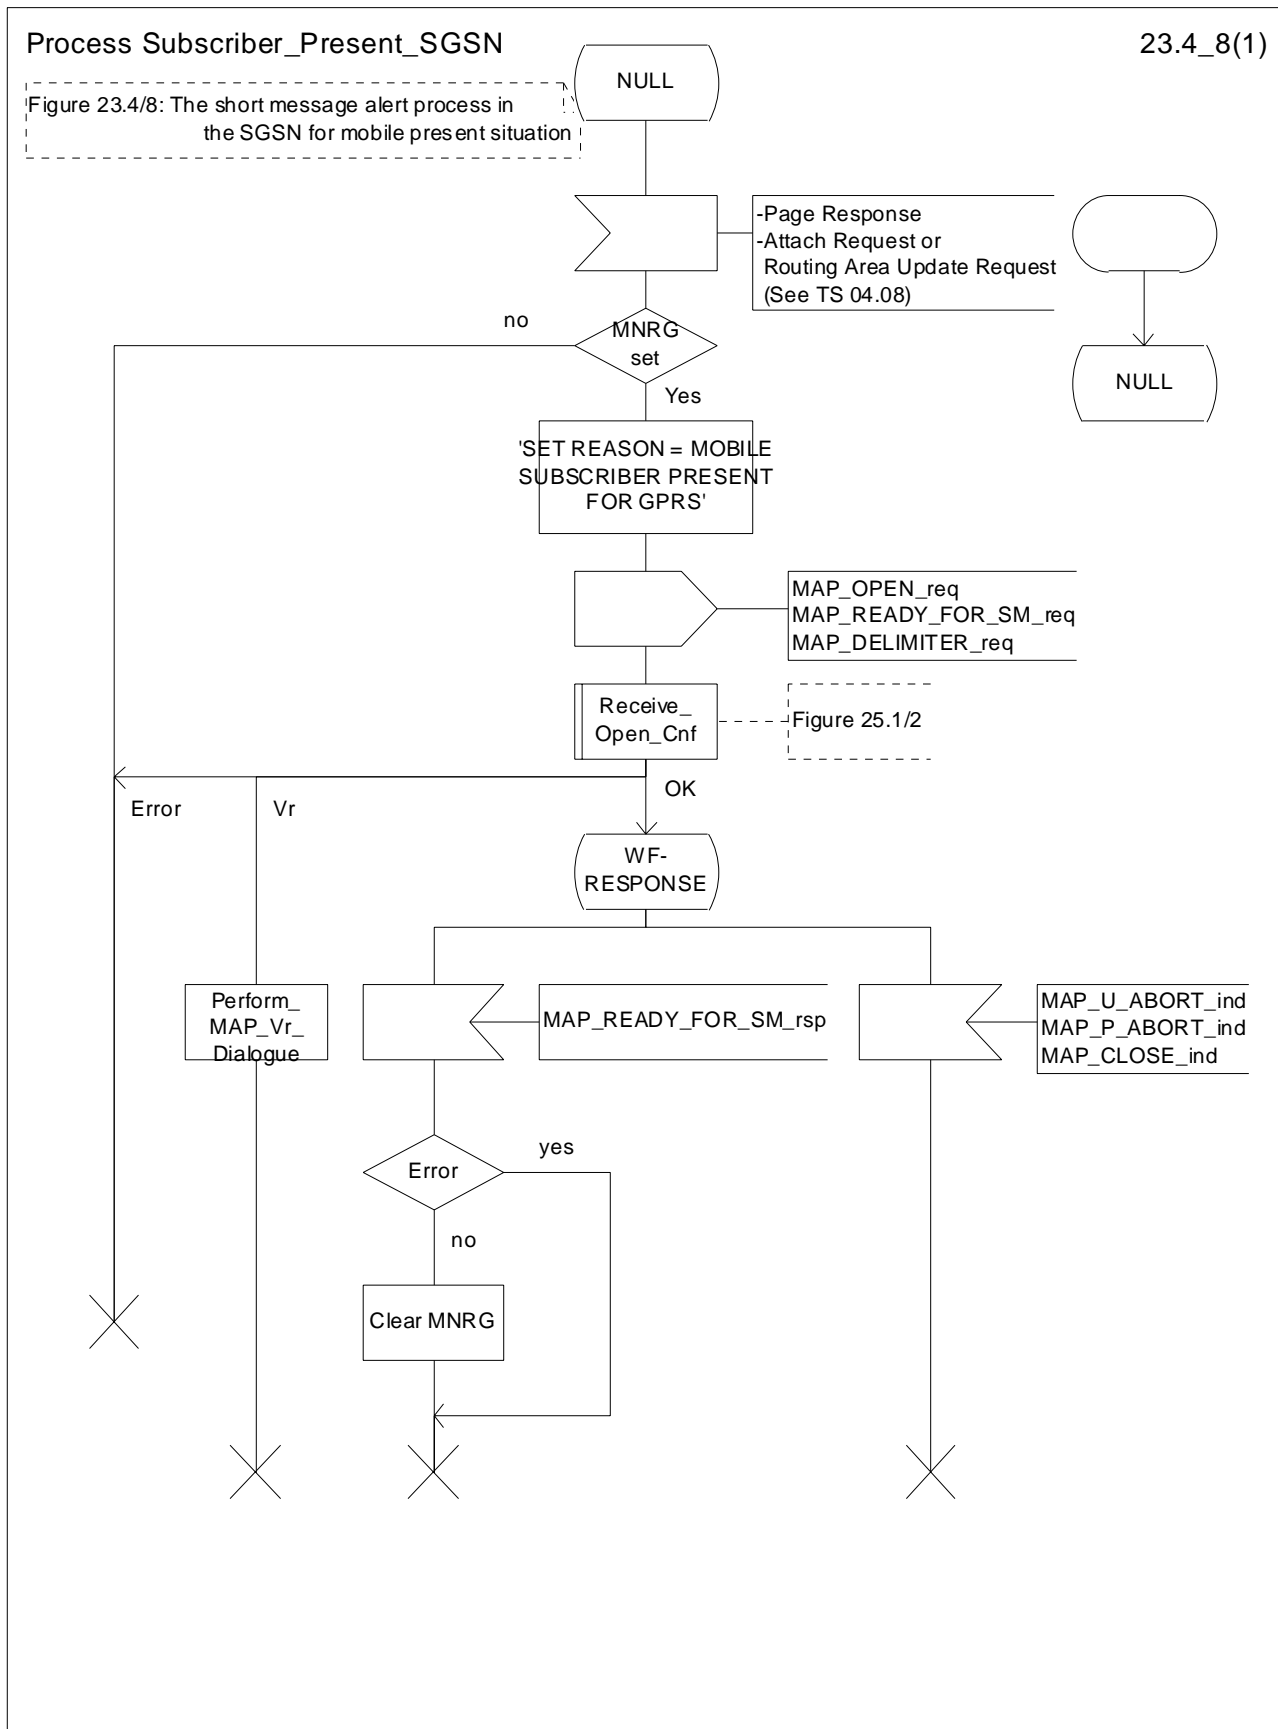 Process Subscriber_Present_SGSN
23.4_8(1)
Figure 23.4/8: The short message alert process in
the SGSN for mobile present situation
NULL
-Page Response
-Attach Request or
Routing Area Update Request
(See TS 04.08)
NULL
no
MNRG
set
Yes
'SET REASON = MOBILE
SUBSCRIBER PRESENT
FOR GPRS'
MAP_OPEN_req
MAP_READY_FOR_SM_req
MAP_DELIMITER_req
Receive_
Open_Cnf
Figure 25.1/2
Error
Vr
OK
WF-
RESPONSE
Perform_
MAP_Vr_
Dialogue
MAP_READY_FOR_SM_rsp
MAP_U_ABORT_ind
MAP_P_ABORT_ind
MAP_CLOSE_ind
Error
yes
no
Clear MNRG